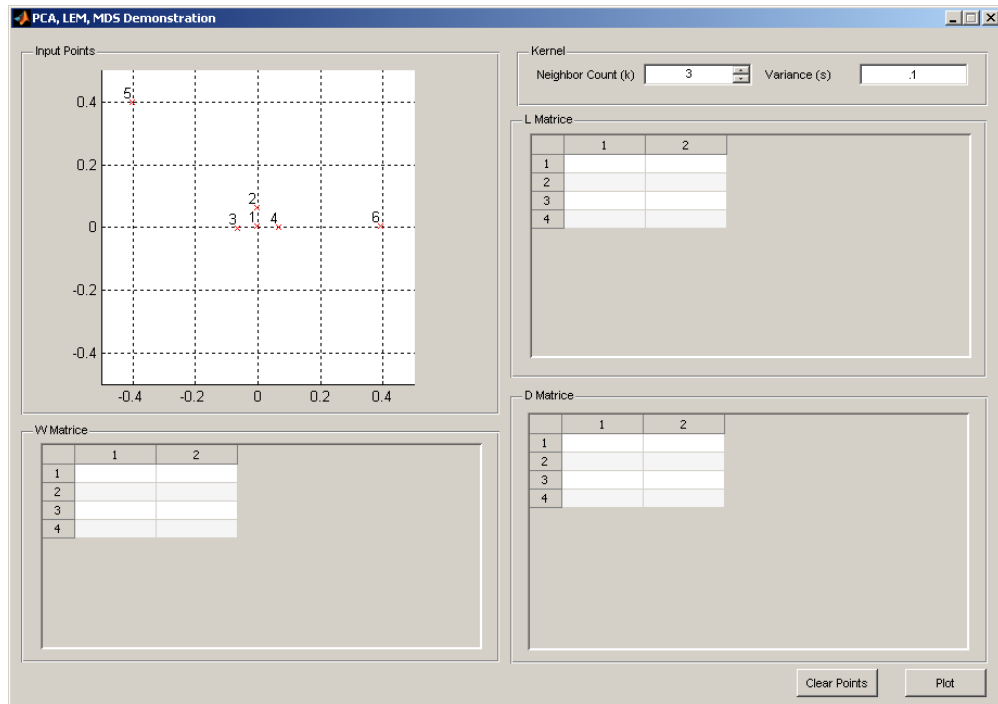 PCA, LEM, MDS Demonstration
Input Points
0.4
0.2
0
-0.2
-0.4
-0.4 -0.2 0 0.2 0.4
5
2
3 1 4 6
Kernel
Neighbor Count (k) 3 Variance (s) .1
L Matrice
1 2
1
2
3
4
W Matrice
1 2
1
2
3
4
D Matrice
1 2
1
2
3
4
Clear Points Plot